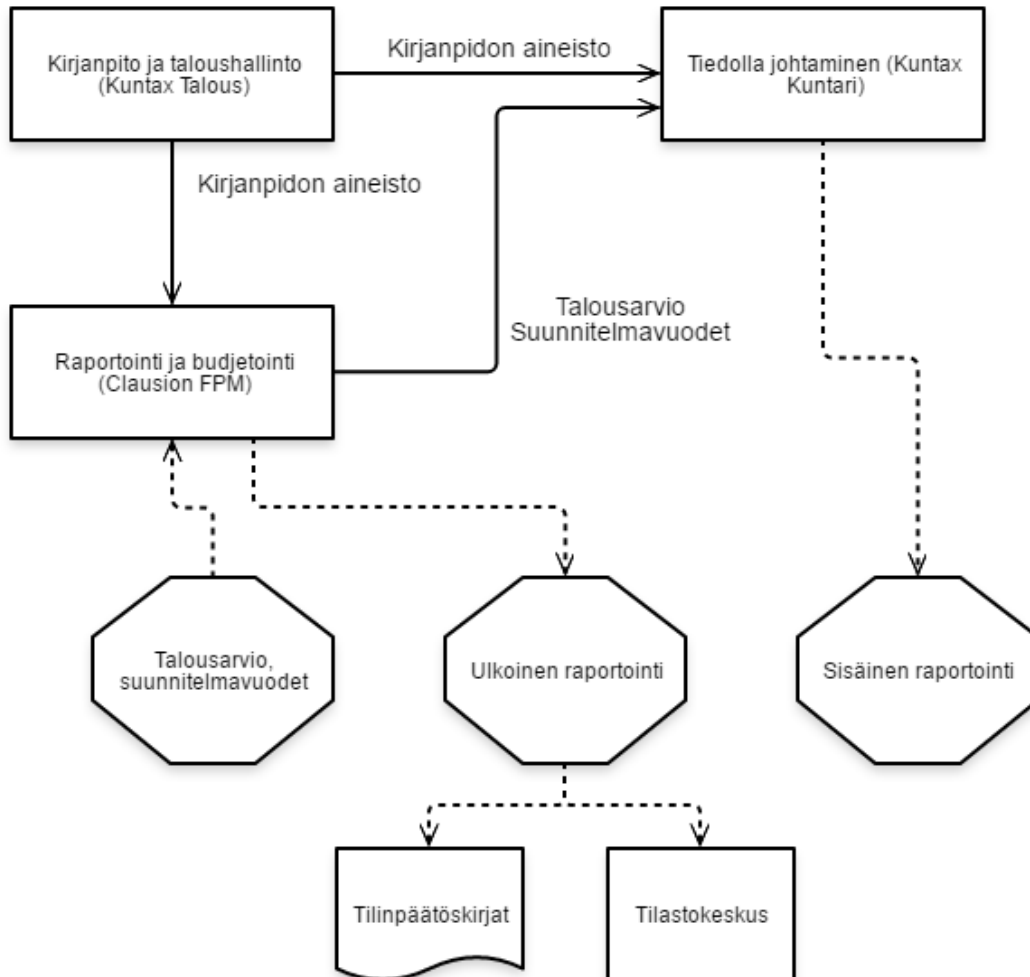 Kirjanpito ja taloushallinto
(Kuntax Talous)
Kirjanpidon aineisto
Tiedolla johtaminen (Kuntax
Kuntari)
Kirjanpidon aineisto
Talousarvio
Suunnitelmavuodet
Raportointi ja budjetointi
(Clausion FPM)
Talousarvio,
suunnitelmavuodet
Ulkoinen raportointi
Sisäinen raportointi
Tilinpäätöskirjat
Tilastokeskus